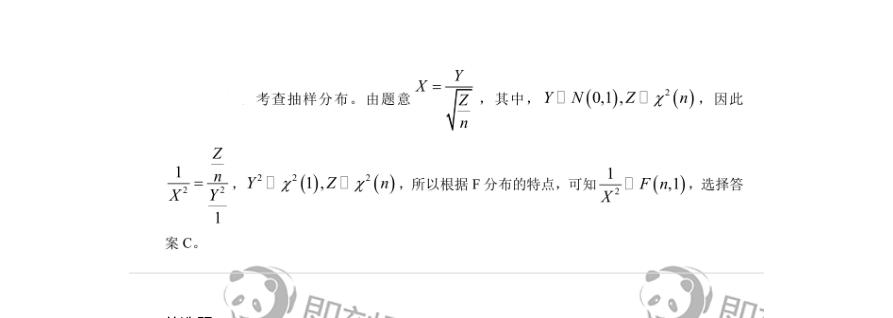 考查抽样分布。由题意 X = Y / √(Z/n) ，其中， Y□N(0,1), Z□χ²(n)，因此
1/X² = (Z/n) / (Y²/1) ，Y²□χ²(1), Z□χ²(n)，所以根据 F 分布的特点，可知 1/X² □ F(n,1)，选择答
案 C。